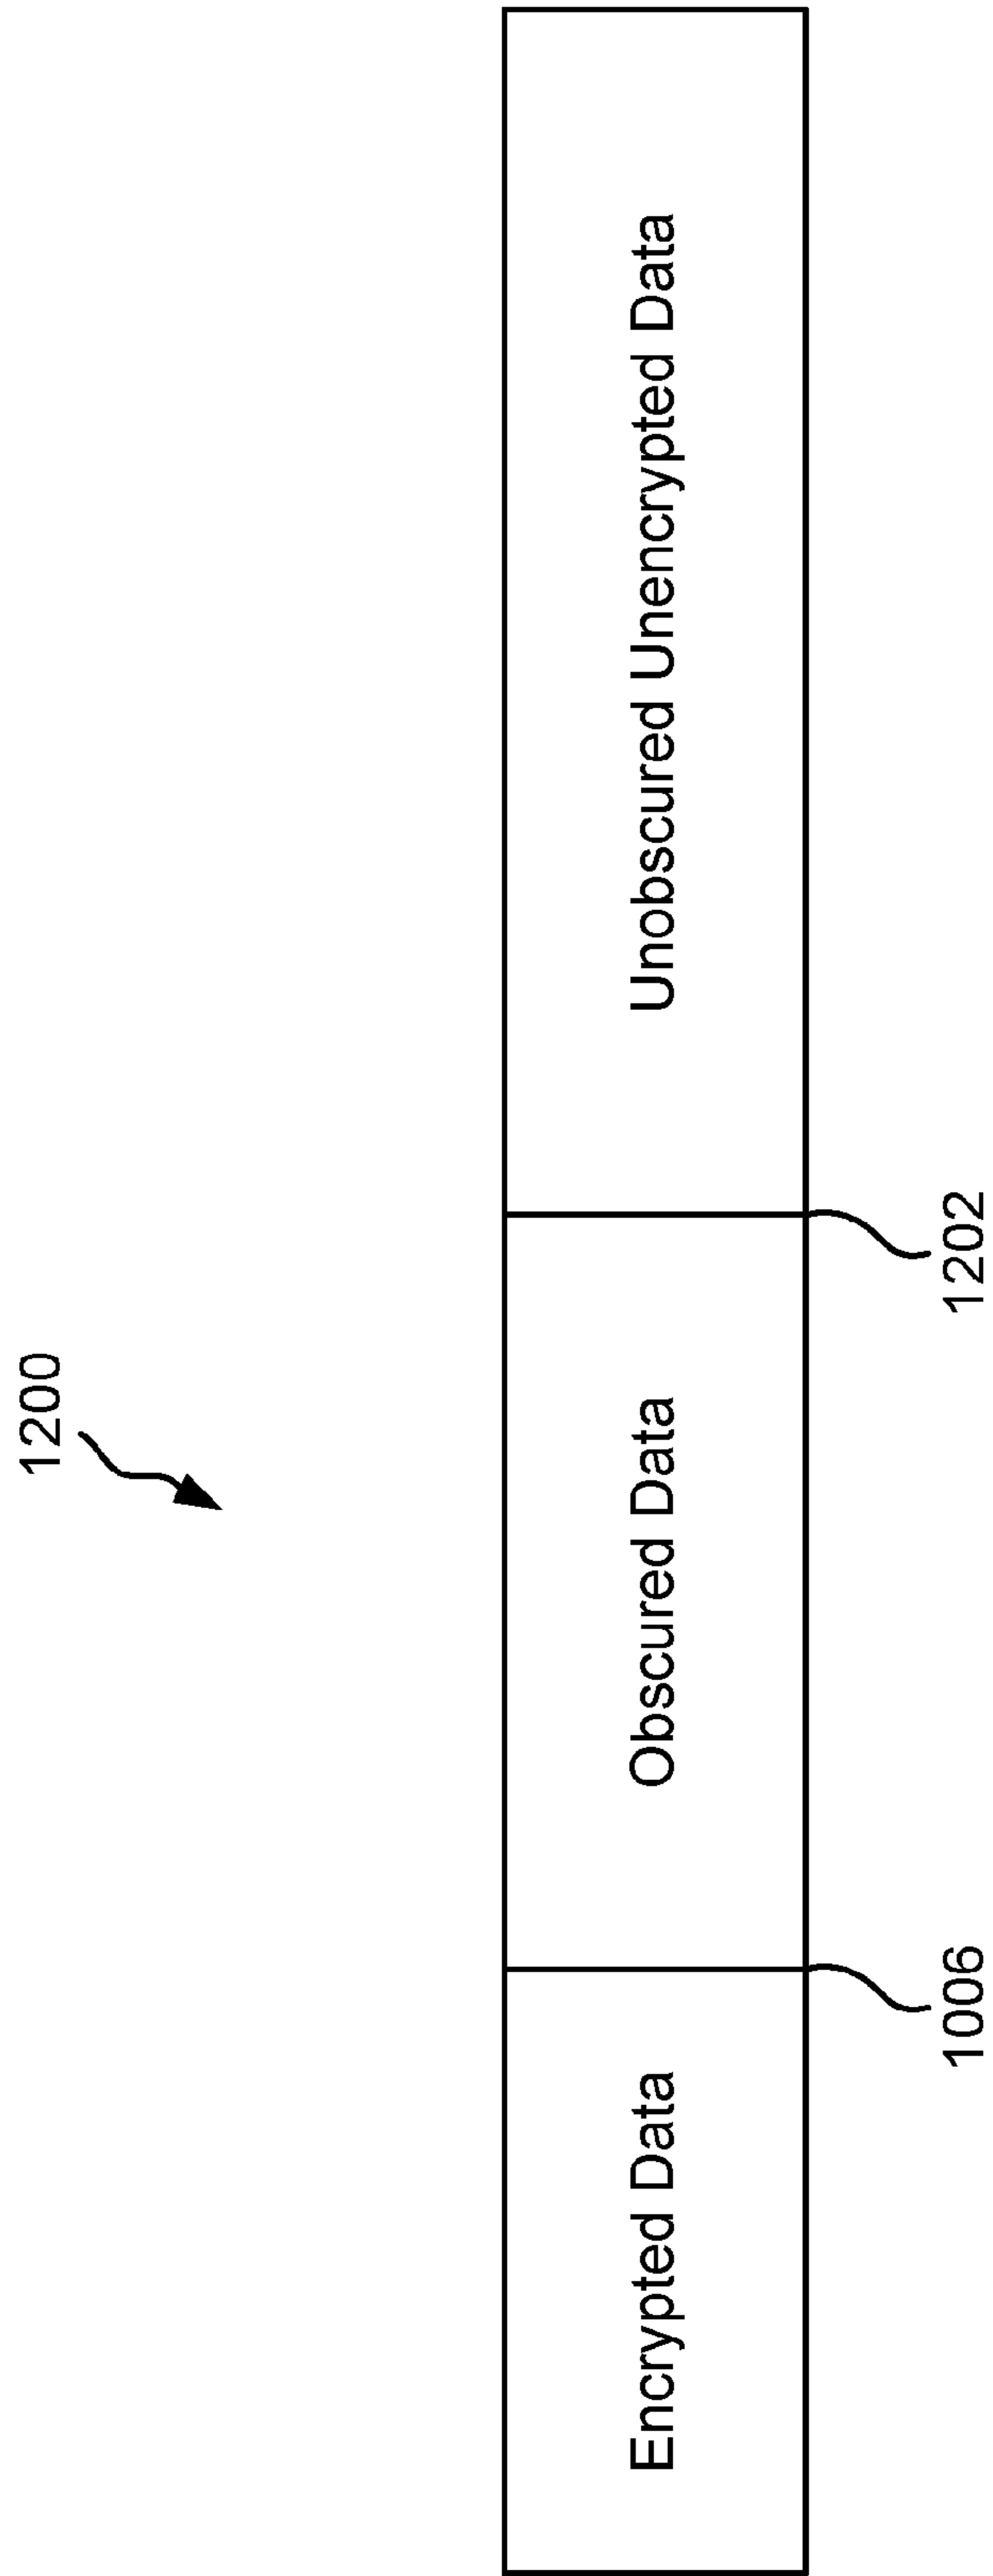 1200
Encrypted Data
Obscured Data
Unobscured Unencrypted Data
1006
1202